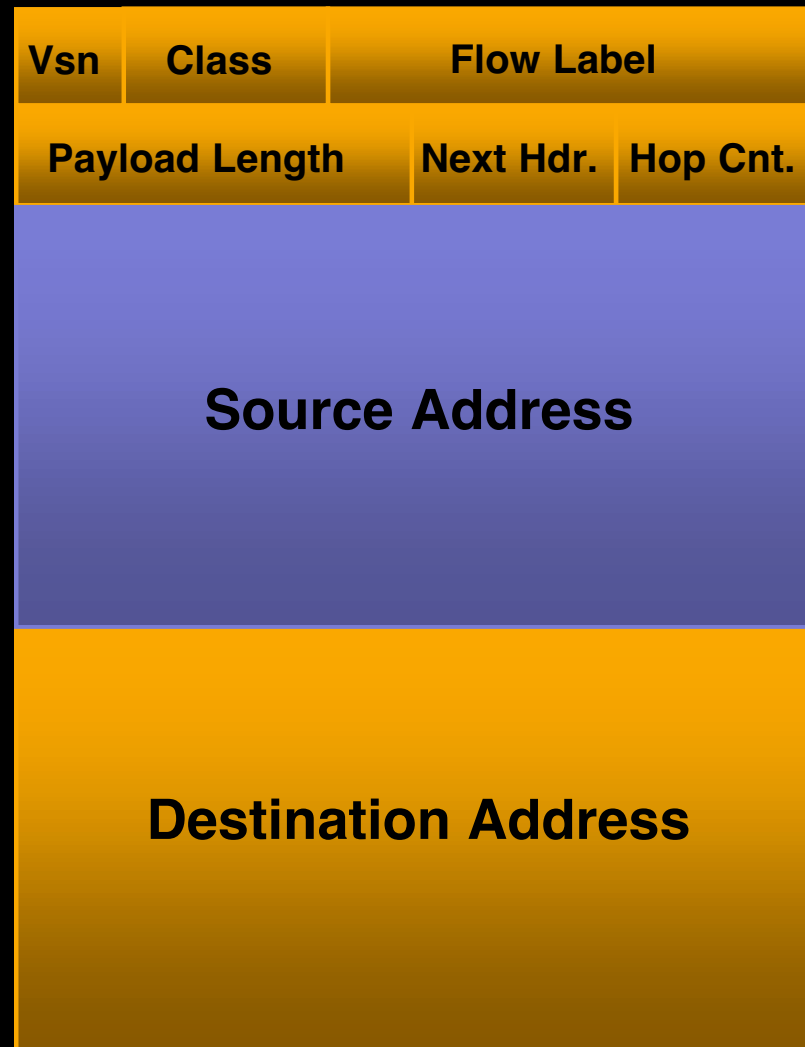 Vsn Class Flow Label
Payload Length Next Hdr. Hop Cnt.
Source Address
Destination Address